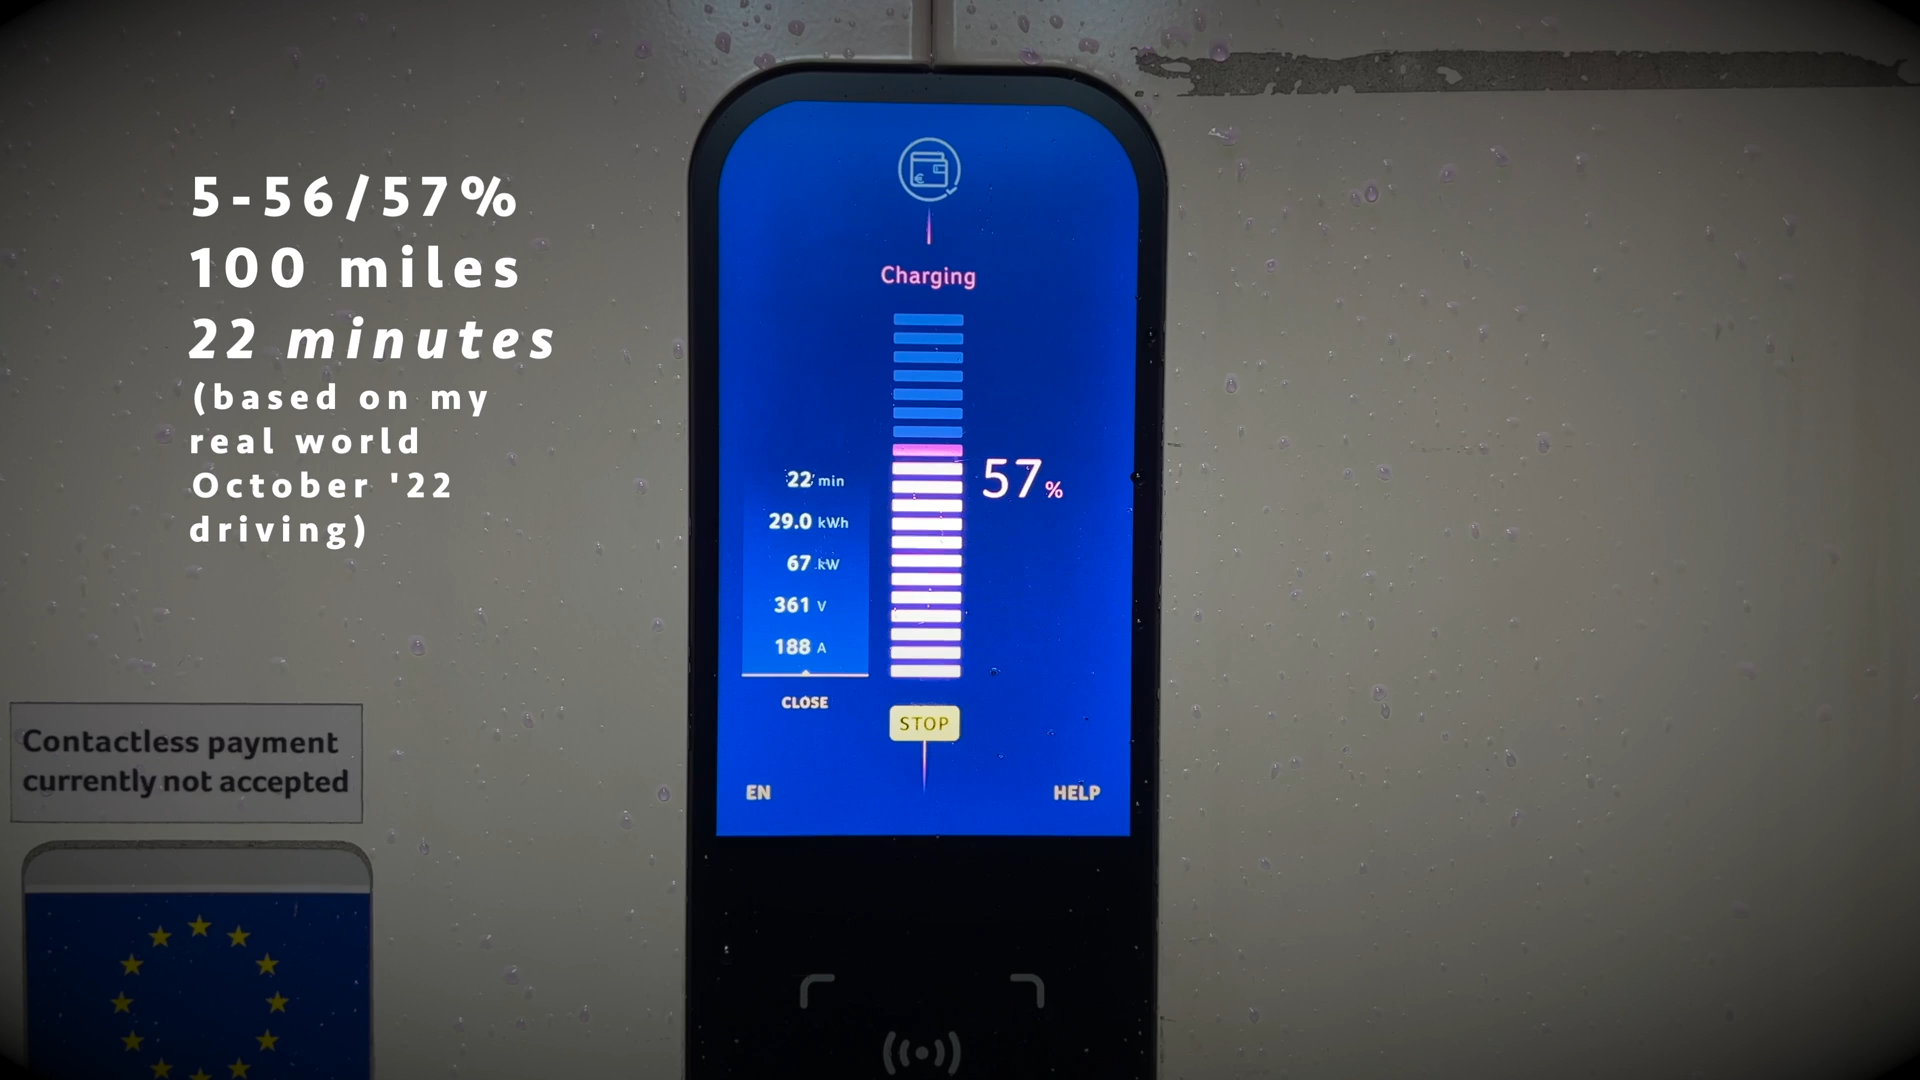 5-56/57%
100 miles
22 minutes
(based on my
real world
October '22
driving)
Charging
57%
22 min
29.0 kWh
67 kW
361 V
188 A
CLOSE
STOP
EN
HELP
Contactless payment
currently not accepted